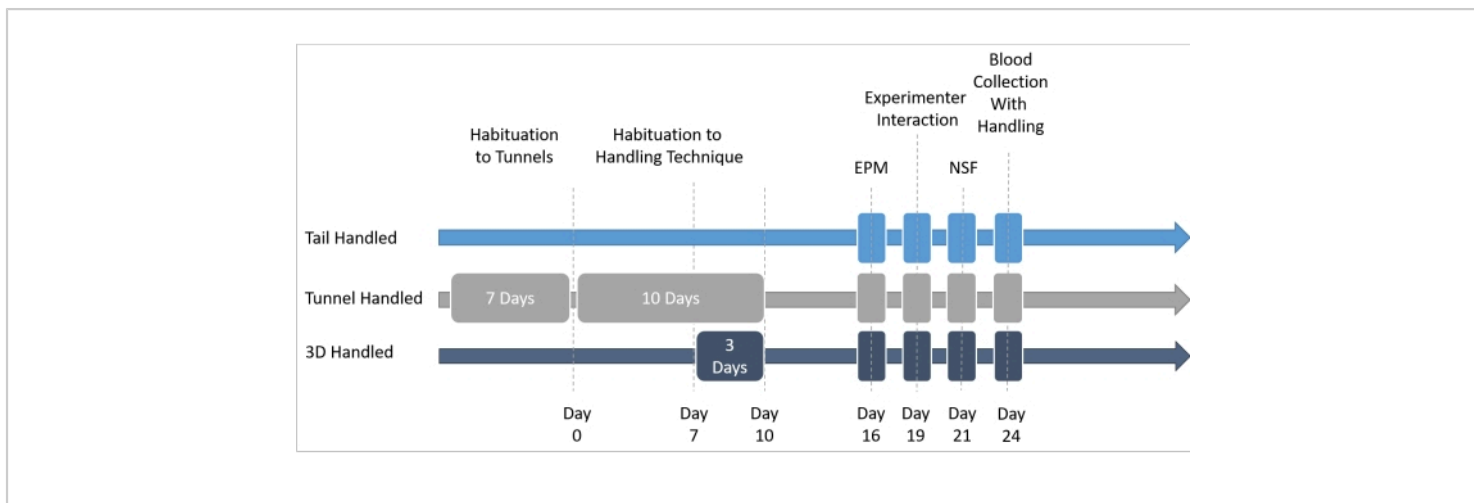 Blood
Collection
With
Handling
Experimenter
Interaction
Habituation
to Tunnels
Habituation to
Handling Technique
EPM
NSF
Tail Handled
Tunnel Handled
7 Days
10 Days
3D Handled
3
Days
Day
0
Day
7
Day
10
Day
16
Day
19
Day
21
Day
24